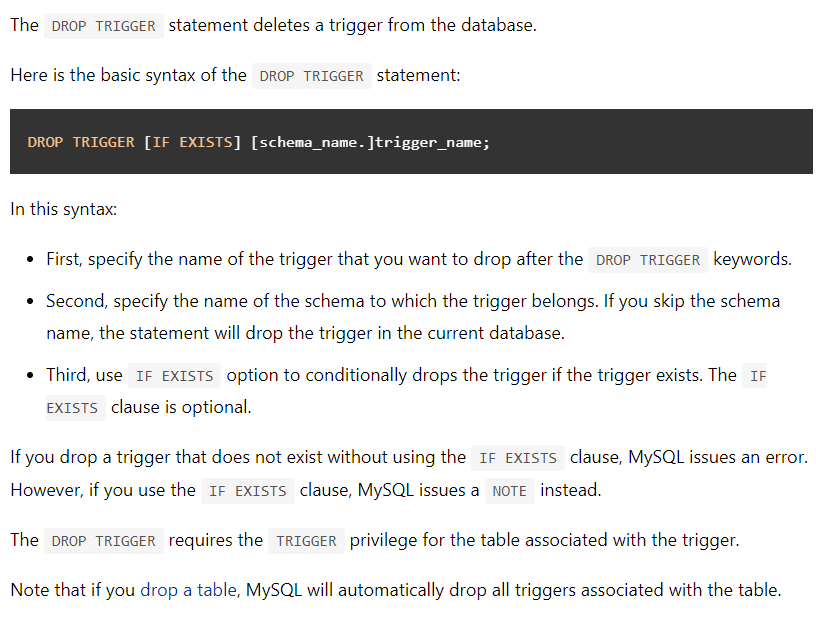 The DROP TRIGGER statement deletes a trigger from the database.
Here is the basic syntax of the DROP TRIGGER statement:
DROP TRIGGER [IF EXISTS] [schema_name.]trigger_name;
In this syntax:
• First, specify the name of the trigger that you want to drop after the DROP TRIGGER keywords.
• Second, specify the name of the schema to which the trigger belongs. If you skip the schema
name, the statement will drop the trigger in the current database.
• Third, use IF EXISTS option to conditionally drops the trigger if the trigger exists. The IF
EXISTS clause is optional.
If you drop a trigger that does not exist without using the IF EXISTS clause, MySQL issues an error.
However, if you use the IF EXISTS clause, MySQL issues a NOTE instead.
The DROP TRIGGER requires the TRIGGER privilege for the table associated with the trigger.
Note that if you drop a table, MySQL will automatically drop all triggers associated with the table.